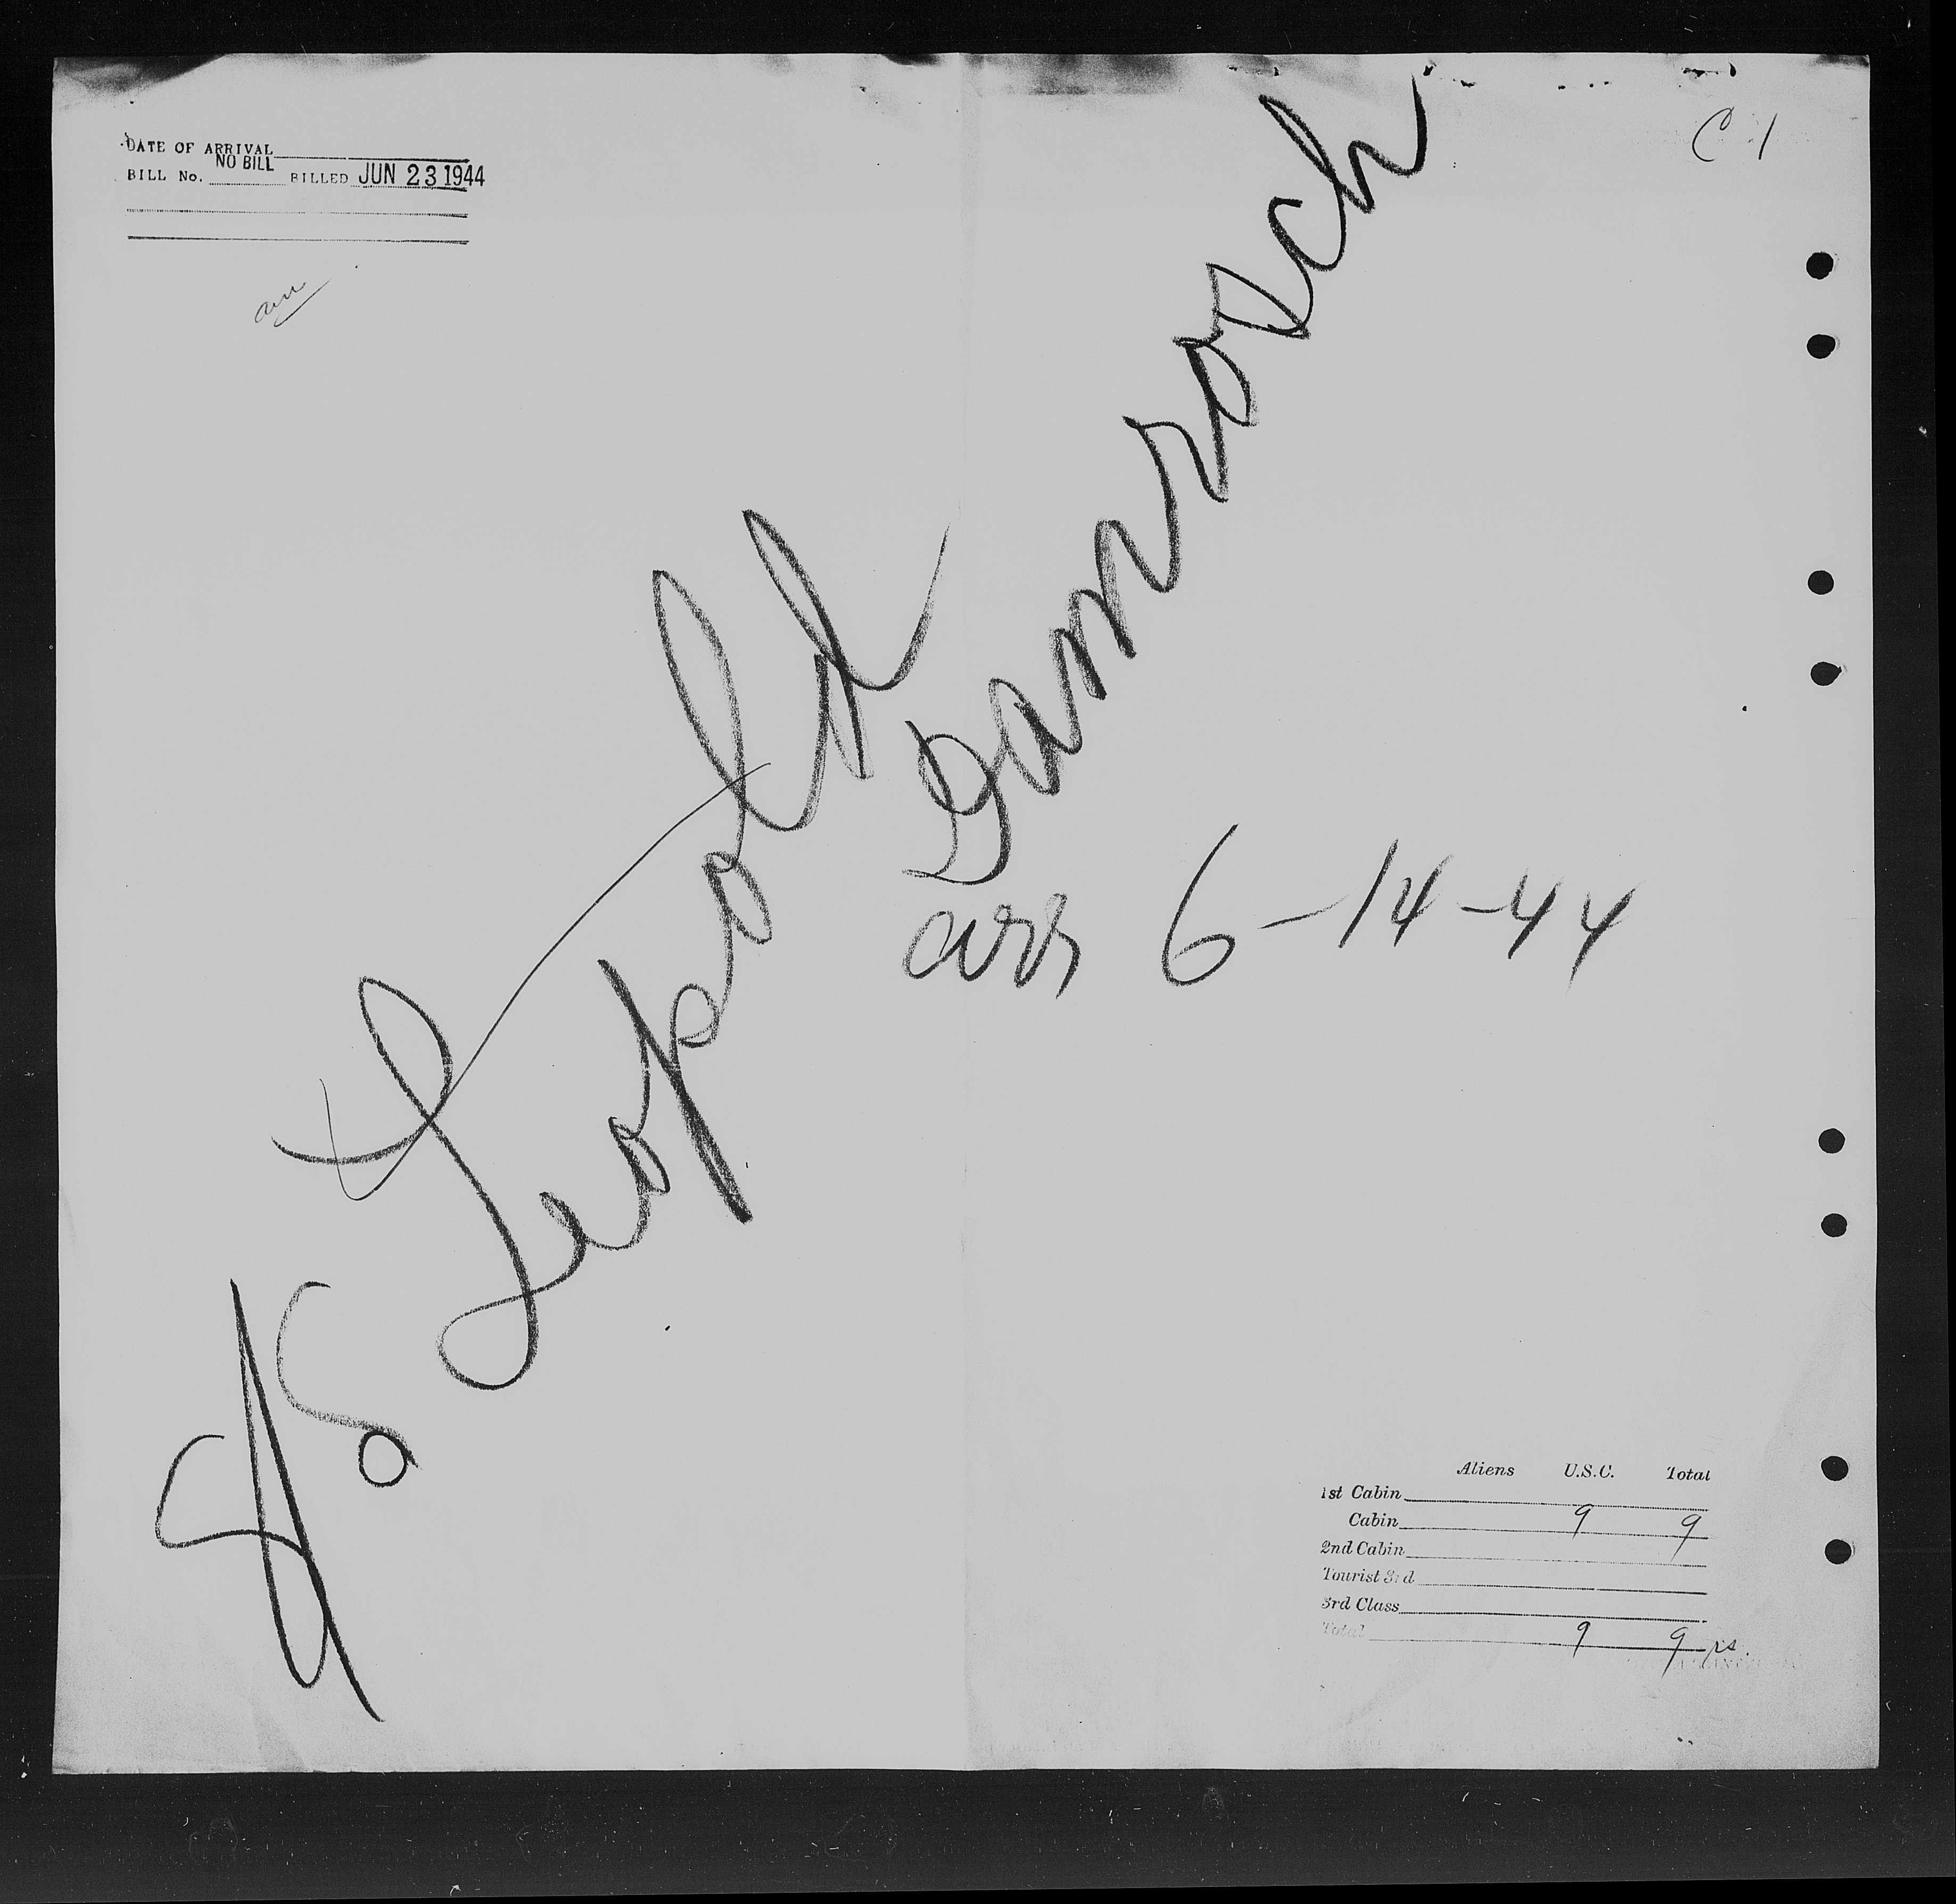 C 1
DATE OF ARRIVAL
NO BILL
BILL No. BILLED JUN 23 1944
SS Leopold
Damrosch
arr 6-14-44
Aliens U.S.C. Total
1st Cabin
Cabin 9 9
2nd Cabin
Tourist 3rd
3rd Class
Total 9 9